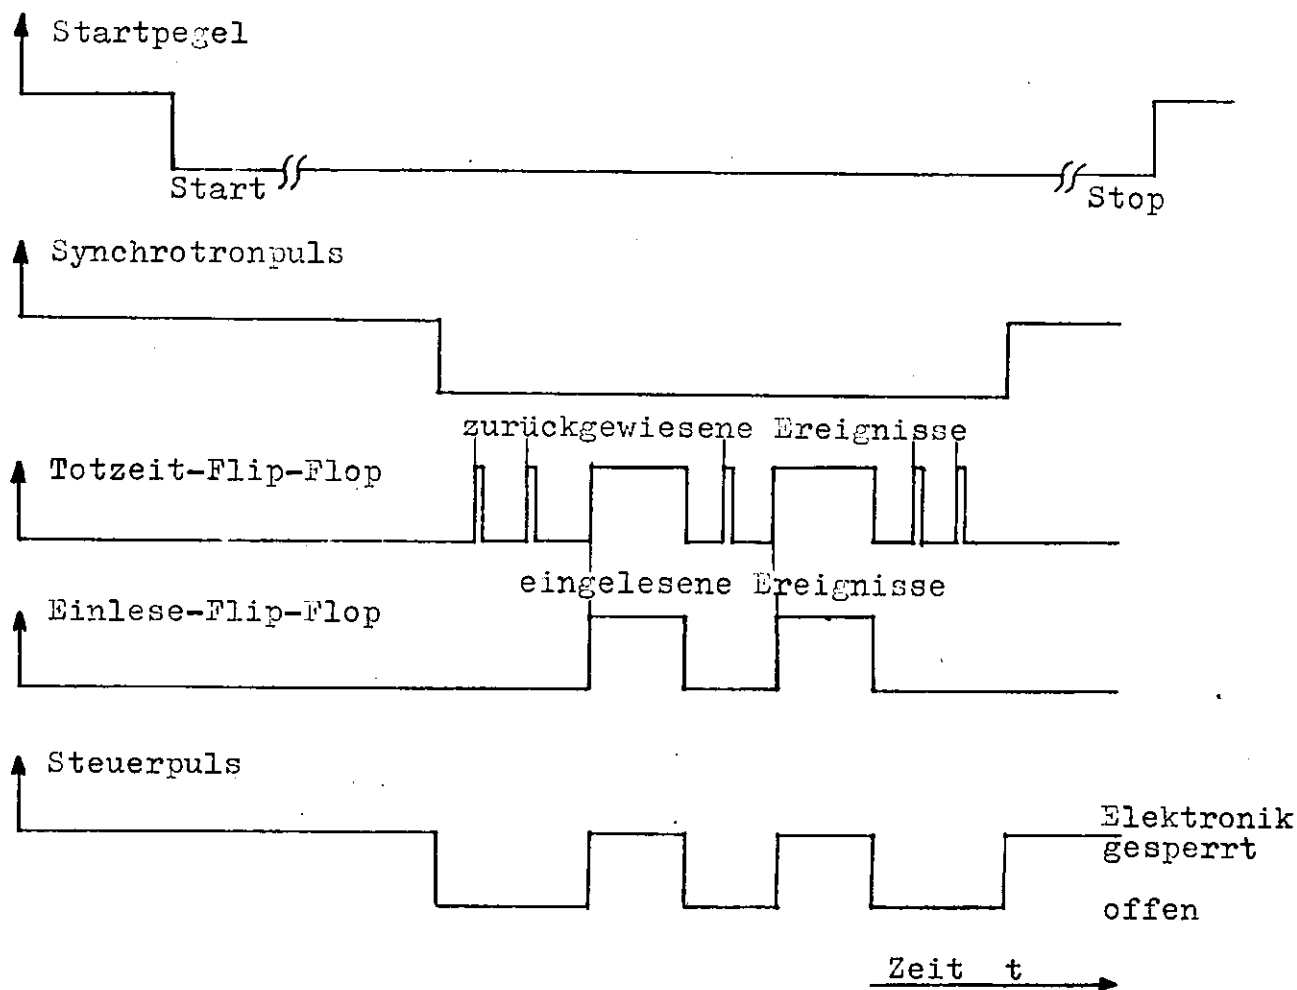 Startpegel
Start
Stop
Synchrotronpuls
zurückgewiesene Ereignisse
Totzeit-Flip-Flop
eingelesene Ereignisse
Einlese-Flip-Flop
Steuerpuls
Elektronik
gesperrt
offen
Zeit t